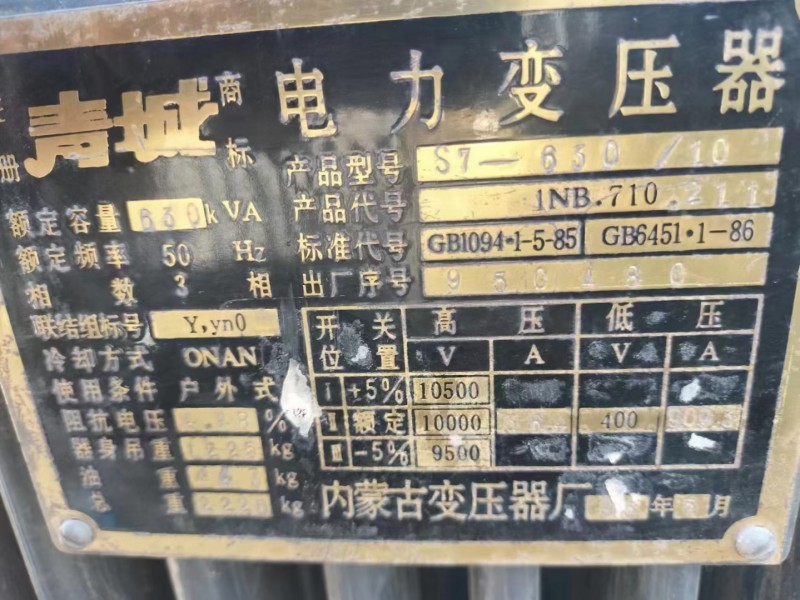 青城 商标 电力变压器
产品型号 S7-630/10
产品代号 1NB.710.211
额定容量 630 kVA
标准代号 GB1094·1-5-85 GB6451·1-86
额定频率 50 Hz
出厂序号
相数 3 相
联结组标号 Y,yn0
冷却方式 ONAN
使用条件 户外式
阻抗电压 %
器身吊重 1225 kg
油重 kg
总重 2220 kg
开关位置 高压 低压
V A V A
Ⅰ +5% 10500
Ⅱ 额定 10000 400
Ⅲ -5% 9500
内蒙古变压器厂 年 月